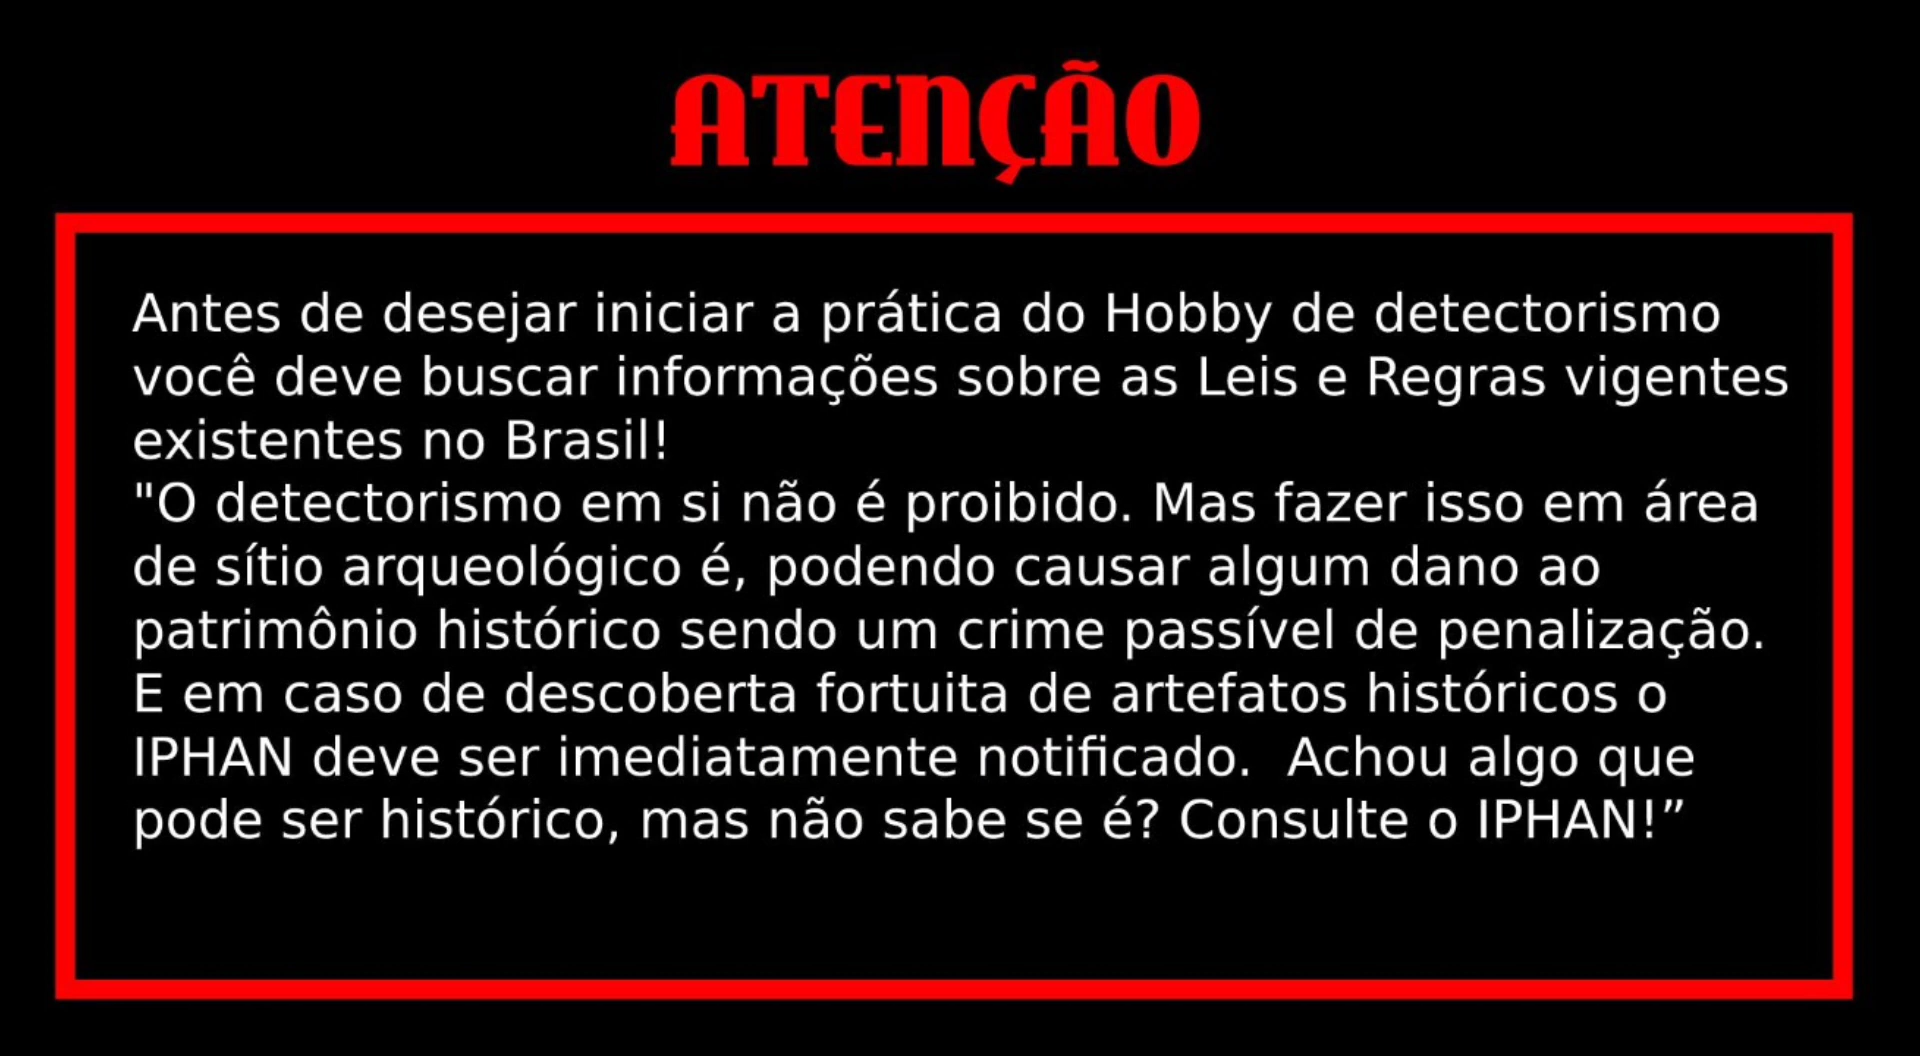 ATENÇÃO
Antes de desejar iniciar a prática do Hobby de detectorismo
você deve buscar informações sobre as Leis e Regras vigentes
existentes no Brasil!
"O detectorismo em si não é proibido. Mas fazer isso em área
de sítio arqueológico é, podendo causar algum dano ao
patrimônio histórico sendo um crime passível de penalização.
E em caso de descoberta fortuita de artefatos históricos o
IPHAN deve ser imediatamente notificado.  Achou algo que
pode ser histórico, mas não sabe se é? Consulte o IPHAN!”